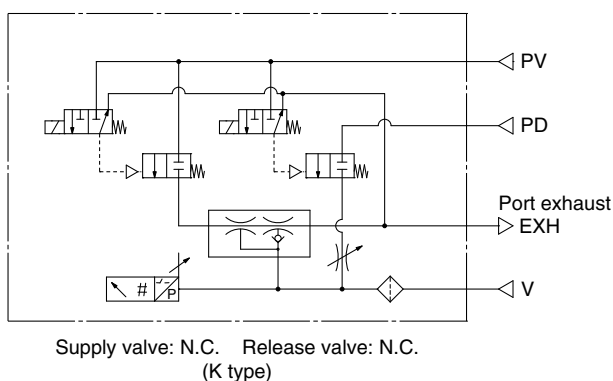 PV
PD
Port exhaust
EXH
# P
V
Supply valve: N.C. Release valve: N.C.
(K type)